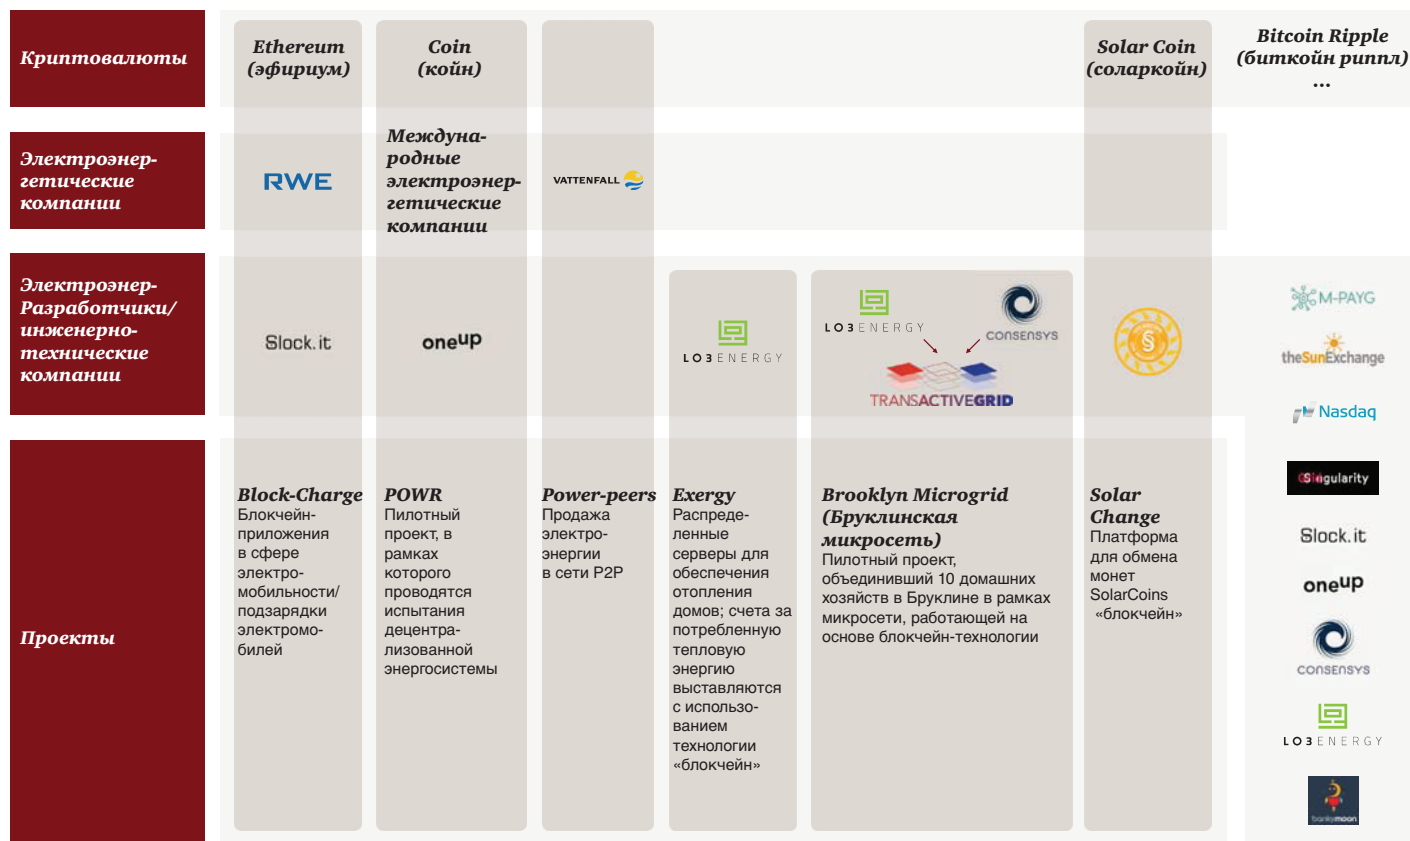 Криптовалюты
Ethereum
(эфириум)
Coin
(койн)
Solar Coin
(соларкойн)
Bitcoin Ripple
(биткойн риппл)
...
Электроэнер-
гетические
компании
RWE
Междуна-
родные
электроэнер-
гетические
компании
VATTENFALL
Электроэнер-
Разработчики/
инженерно-
технические
компании
Slock.it
oneup
LO3ENERGY
LO3ENERGY
CONSENSYS
TRANSACTIVEGRID
S
M-PAYG
theSunExchange
Nasdaq
Singularity
Slock.it
oneup
CONSENSYS
LO3ENERGY
bankymoon
Проекты
Block-Charge
Блокчейн-
приложения
в сфере
электро-
мобильности/
подзарядки
электромо-
билей
POWR
Пилотный
проект, в
рамках
которого
проводятся
испытания
децентра-
лизованной
энергосистемы
Power-peers
Продажа
электро-
энергии
в сети P2P
Exergy
Распреде-
ленные
серверы для
обеспечения
отопления
домов; счета за
потребленную
тепловую
энергию
выставляются
с использо-
ванием
технологии
«блокчейн»
Brooklyn Microgrid
(Бруклинская
микросеть)
Пилотный проект,
объединивший 10 домашних
хозяйств в Бруклине в рамках
микросети, работающей на
основе блокчейн-технологии
Solar
Change
Платформа
для обмена
монет
SolarCoins
«блокчейн»